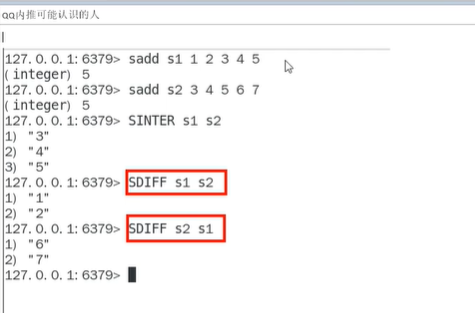 qq内推可能认识的人
127.0.0.1:6379> sadd s1 1 2 3 4 5
(integer) 5
127.0.0.1:6379> sadd s2 3 4 5 6 7
(integer) 5
127.0.0.1:6379> SINTER s1 s2
1) "3"
2) "4"
3) "5"
127.0.0.1:6379> SDIFF s1 s2
1) "1"
2) "2"
127.0.0.1:6379> SDIFF s2 s1
1) "6"
2) "7"
127.0.0.1:6379>